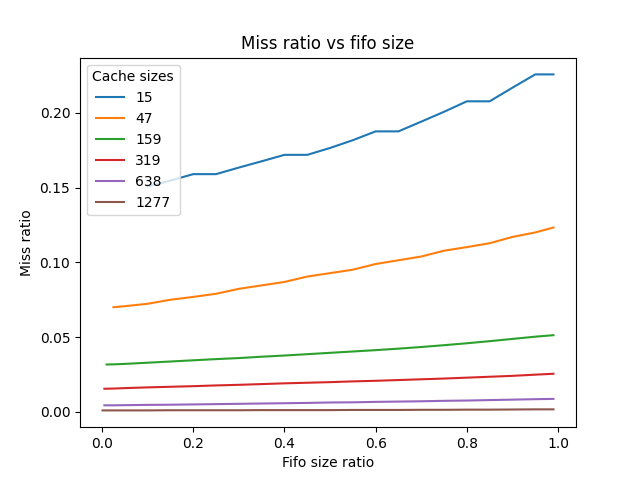 Miss ratio vs fifo size
Cache sizes
15
47
159
319
638
1277
Miss ratio
0.20
0.15
0.10
0.05
0.00
0.0 0.2 0.4 0.6 0.8 1.0
Fifo size ratio